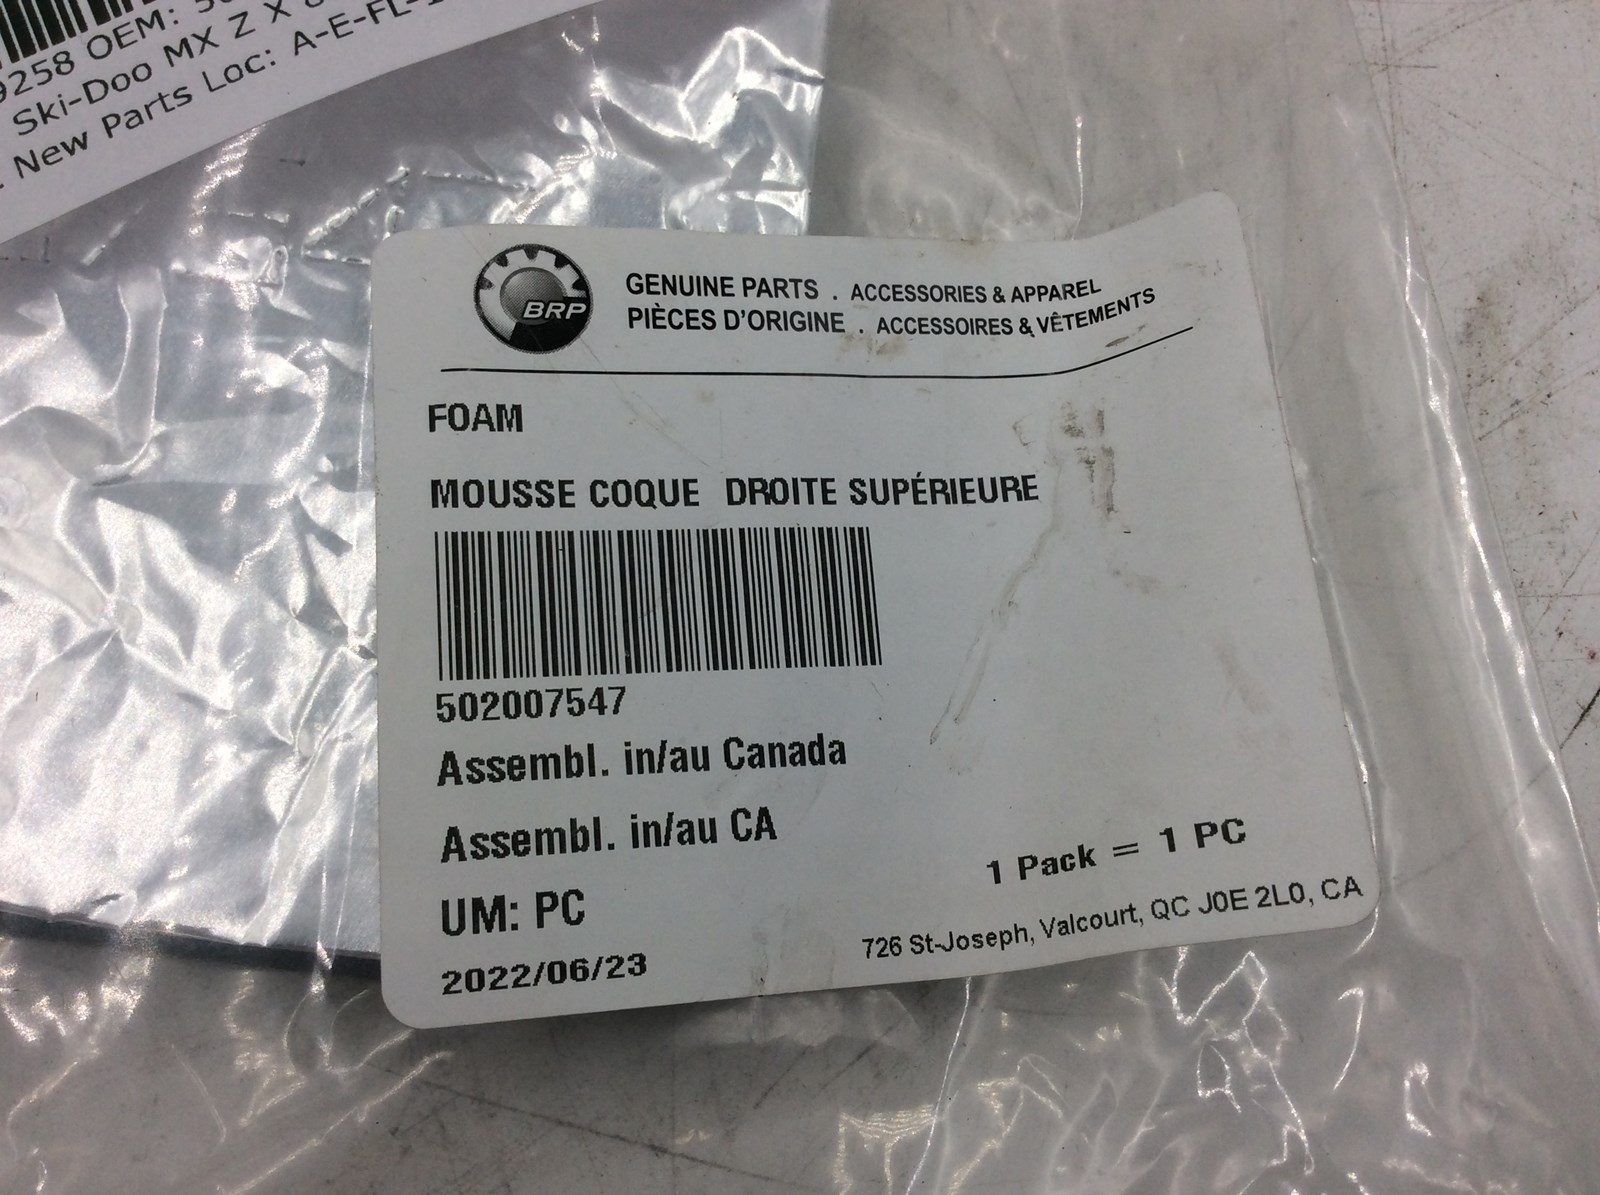 9258 OEM:
Ski-Doo MX Z X
New Parts Loc: A-E-FL-
BRP
GENUINE PARTS . ACCESSORIES & APPAREL
PIÈCES D'ORIGINE . ACCESSOIRES & VÊTEMENTS
FOAM
MOUSSE COQUE DROITE SUPÉRIEURE
502007547
Assembl. in/au Canada
Assembl. in/au CA
UM: PC
1 Pack = 1 PC
2022/06/23
726 St-Joseph, Valcourt, QC J0E 2L0, CA